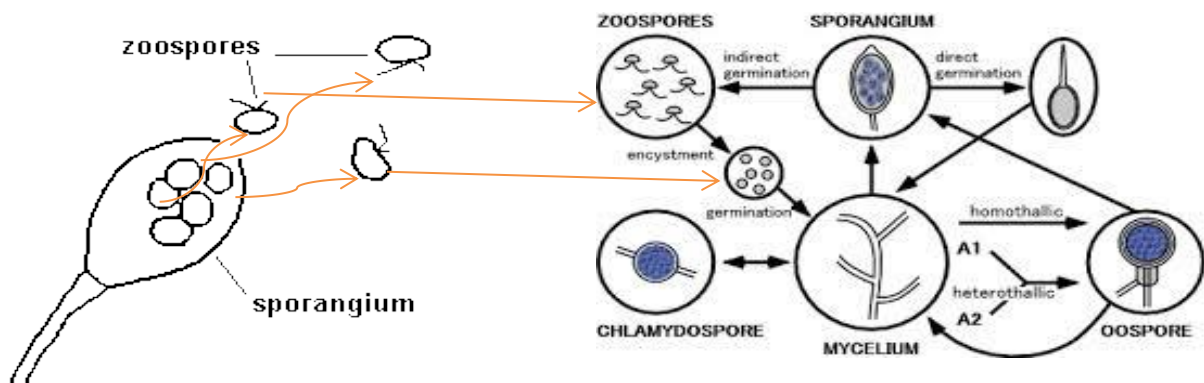 zoospores
sporangium
ZOOSPORES
SPORANGIUM
indirect
germination
direct
germination
encystment
germination
homothallic
A1
heterothallic
A2
CHLAMYDOSPORE
MYCELIUM
OOSPORE